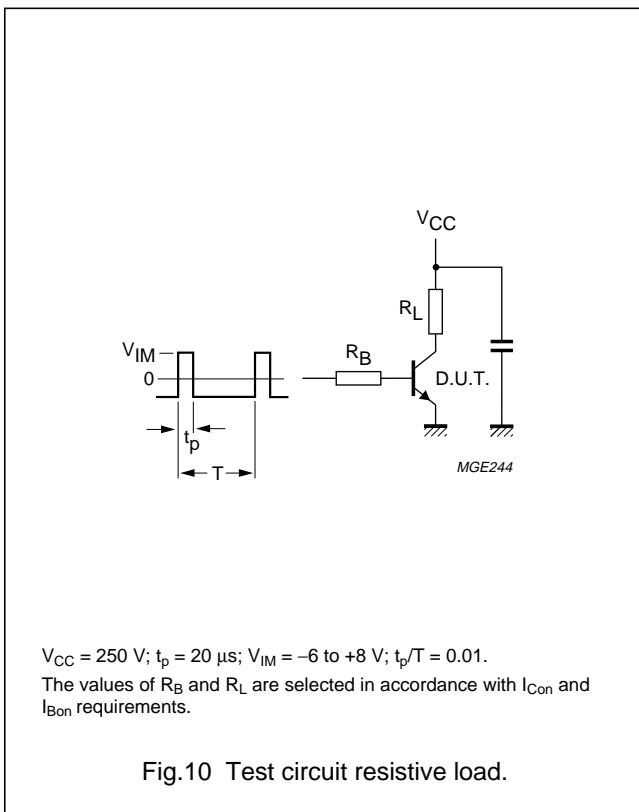 VCC
RL
VIM
0
RB
D.U.T.
tp
T
MGE244
VCC = 250 V; tp = 20 μs; VIM = −6 to +8 V; tp/T = 0.01.
The values of RB and RL are selected in accordance with ICon and
IBon requirements.
Fig.10 Test circuit resistive load.